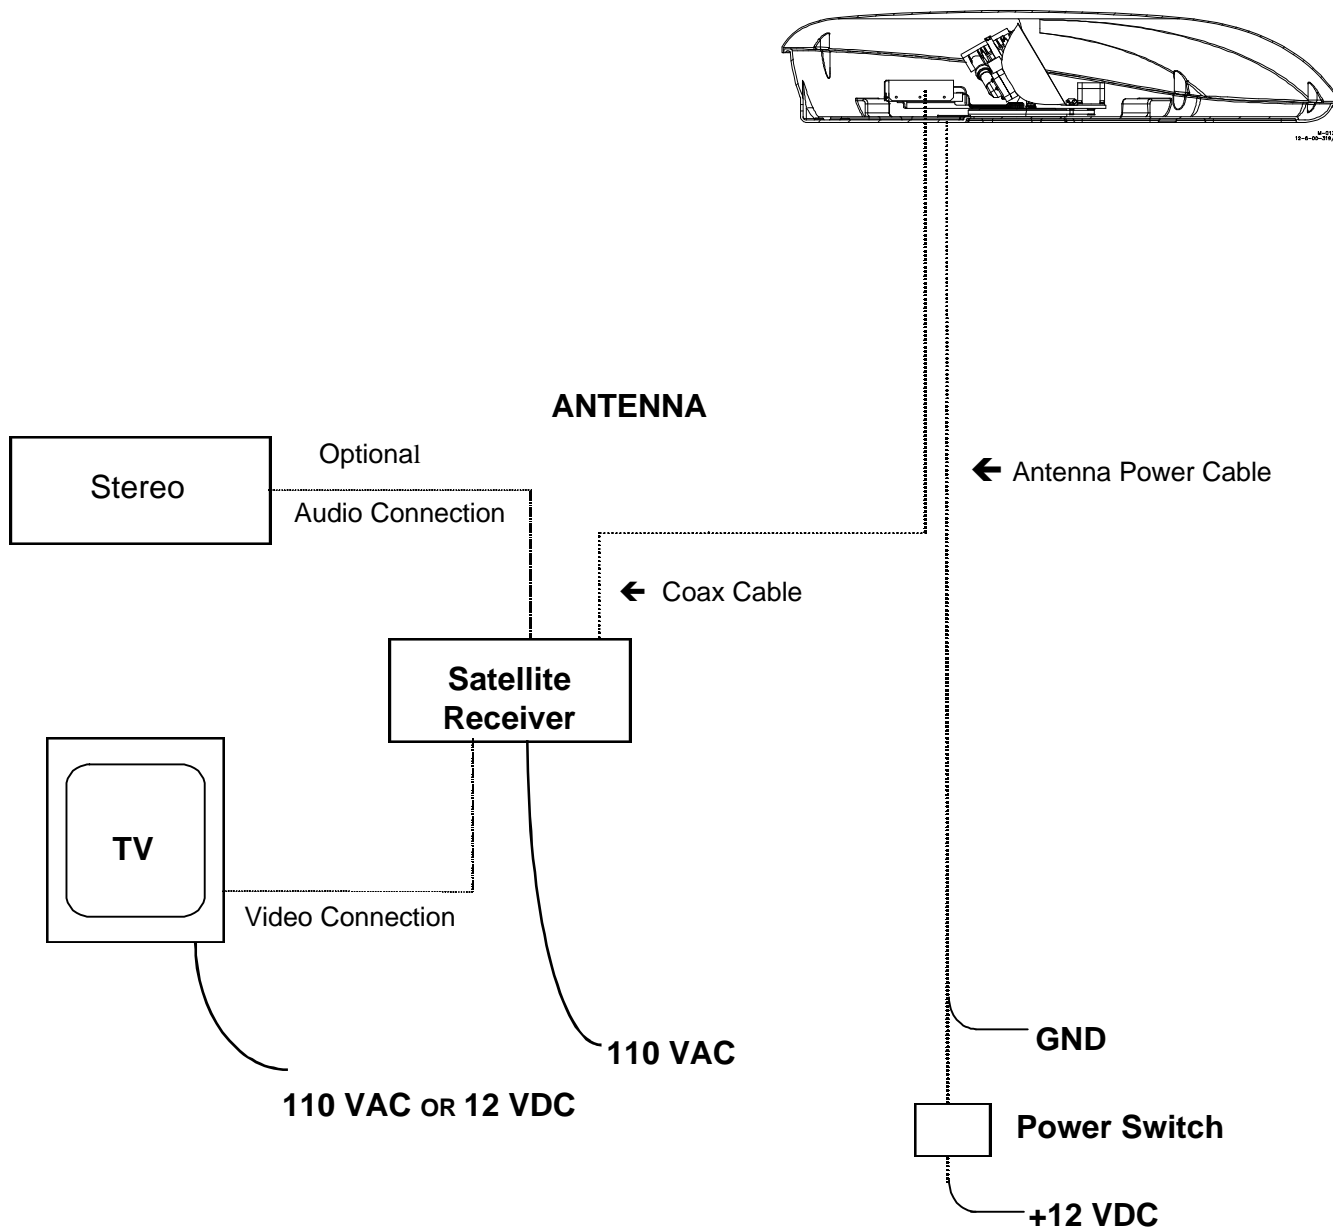 ANTENNA
Optional
Stereo
Audio Connection
Antenna Power Cable
Coax Cable
Satellite
Receiver
TV
Video Connection
GND
110 VAC
110 VAC OR 12 VDC
Power Switch
+12 VDC